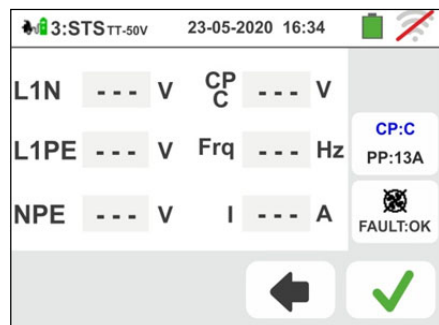 3:STS TT-50V 23-05-2020 16:34
L1N - - - V CP C - - - V
L1PE - - - V Frq - - - Hz
NPE - - - V I - - - A
CP:C
PP:13A
FAULT:OK